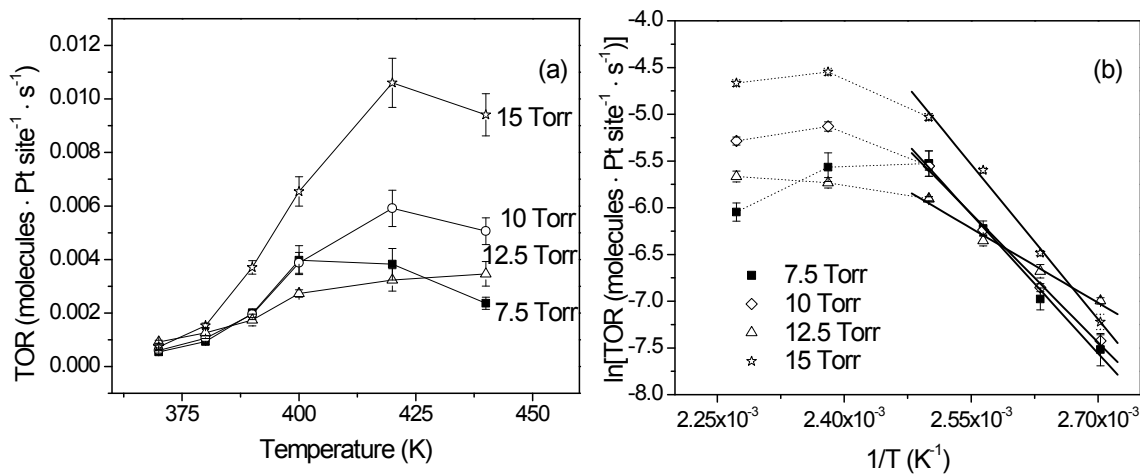 (a)
TOR (molecules · Pt site⁻¹ · s⁻¹)
0.012
0.010
0.008
0.006
0.004
0.002
0.000
15 Torr
10 Torr
12.5 Torr
7.5 Torr
375 400 425 450
Temperature (K)
(b)
ln[TOR (molecules · Pt site⁻¹ · s⁻¹)]
-4.0
-4.5
-5.0
-5.5
-6.0
-6.5
-7.0
-7.5
-8.0
7.5 Torr
10 Torr
12.5 Torr
15 Torr
2.25x10⁻³ 2.40x10⁻³ 2.55x10⁻³ 2.70x10⁻³
1/T (K⁻¹)